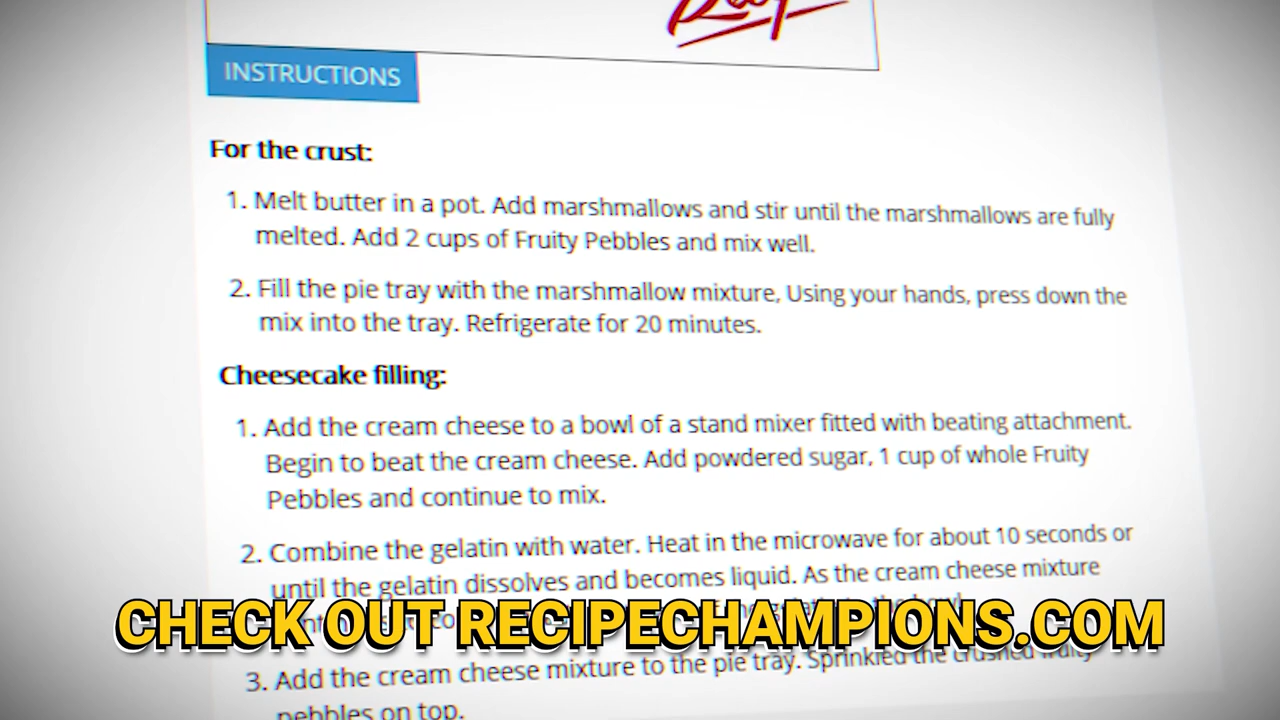 Ray
INSTRUCTIONS
For the crust:
1. Melt butter in a pot. Add marshmallows and stir until the marshmallows are fully
melted. Add 2 cups of Fruity Pebbles and mix well.
2. Fill the pie tray with the marshmallow mixture, Using your hands, press down the
mix into the tray. Refrigerate for 20 minutes.
Cheesecake filling:
1. Add the cream cheese to a bowl of a stand mixer fitted with beating attachment.
Begin to beat the cream cheese. Add powdered sugar, 1 cup of whole Fruity
Pebbles and continue to mix.
2. Combine the gelatin with water. Heat in the microwave for about 10 seconds or
until the gelatin dissolves and becomes liquid. As the cream cheese mixture
bowl
CHECK OUT RECIPECHAMPIONS.COM
3. Add the cream cheese mixture to the pie tray. Sprinkled the crushed fruity
pebbles on top.